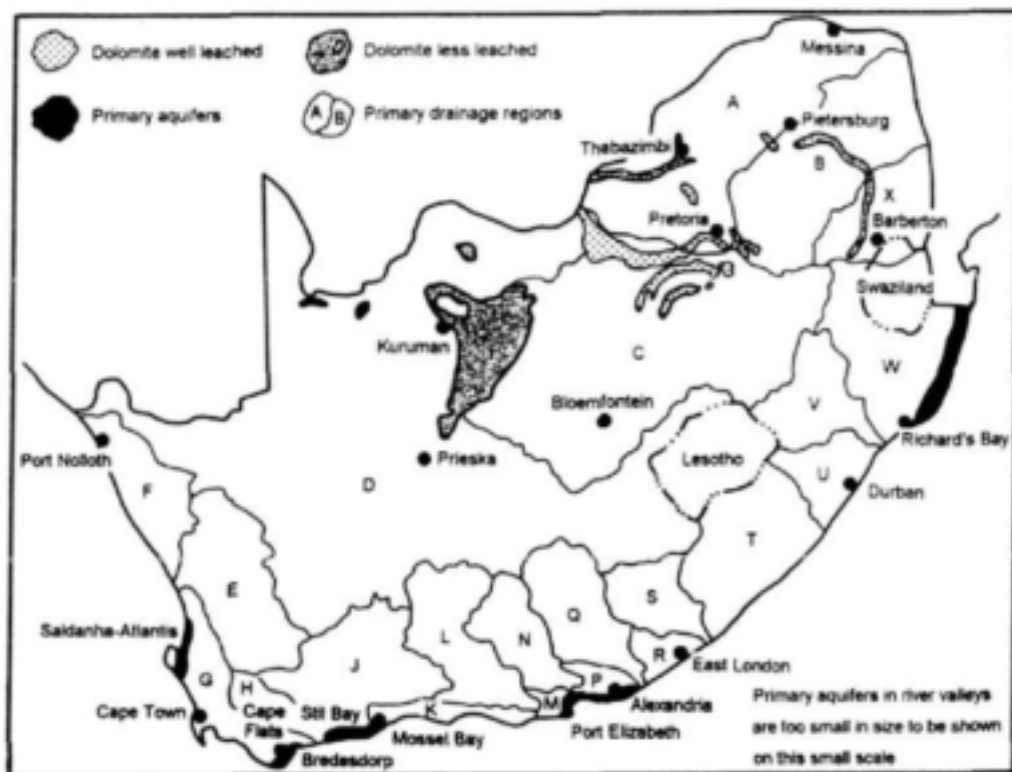 Dolomite well leached
Dolomite less leached
Primary aquifers
A B
Primary drainage regions
Messina
A
Pietersburg
Thabazimbi
B
X
Pretoria
Barberton
Swaziland
Kuruman
C
W
Bloemfontein
V
Richard's Bay
Port Nolloth
Prieska
Lesotho
F
D
U
Durban
T
E
S
Q
Saldanha-Atlantis
L
N
J
R
East London
G
H
P
Alexandria
Cape Town
Cape
Flats
Stil Bay
K
M
Mossel Bay
Port Elizabeth
Bredasdorp
Primary aquifers in river valleys
are too small in size to be shown
on this small scale